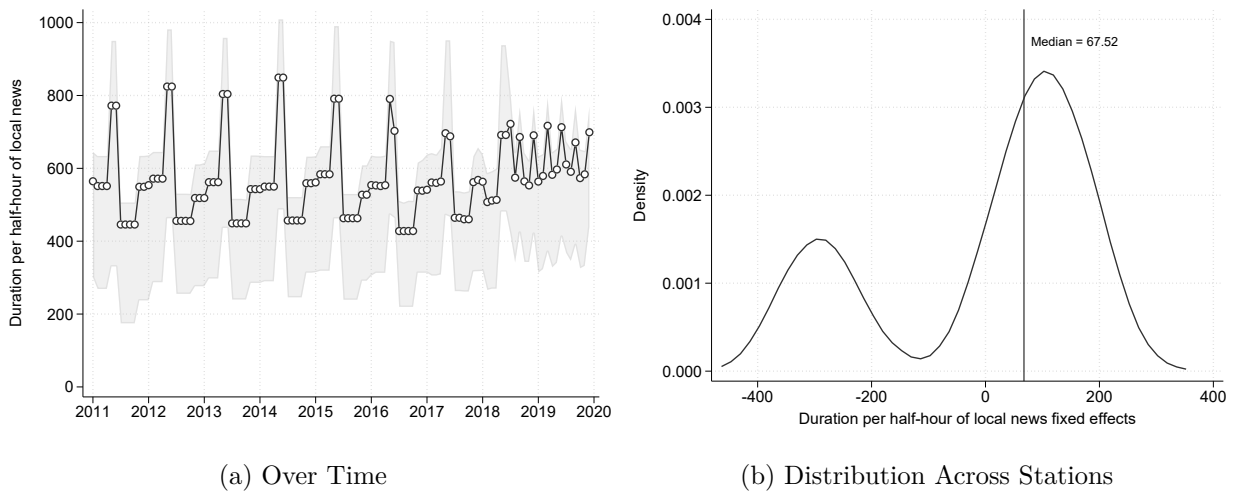 Duration per half-hour of local news
1000
800
600
400
200
0
2011 2012 2013 2014 2015 2016 2017 2018 2019 2020
(a) Over Time
Density
0.004
0.003
0.002
0.001
0.000
Median = 67.52
-400 -200 0 200 400
Duration per half-hour of local news fixed effects
(b) Distribution Across Stations